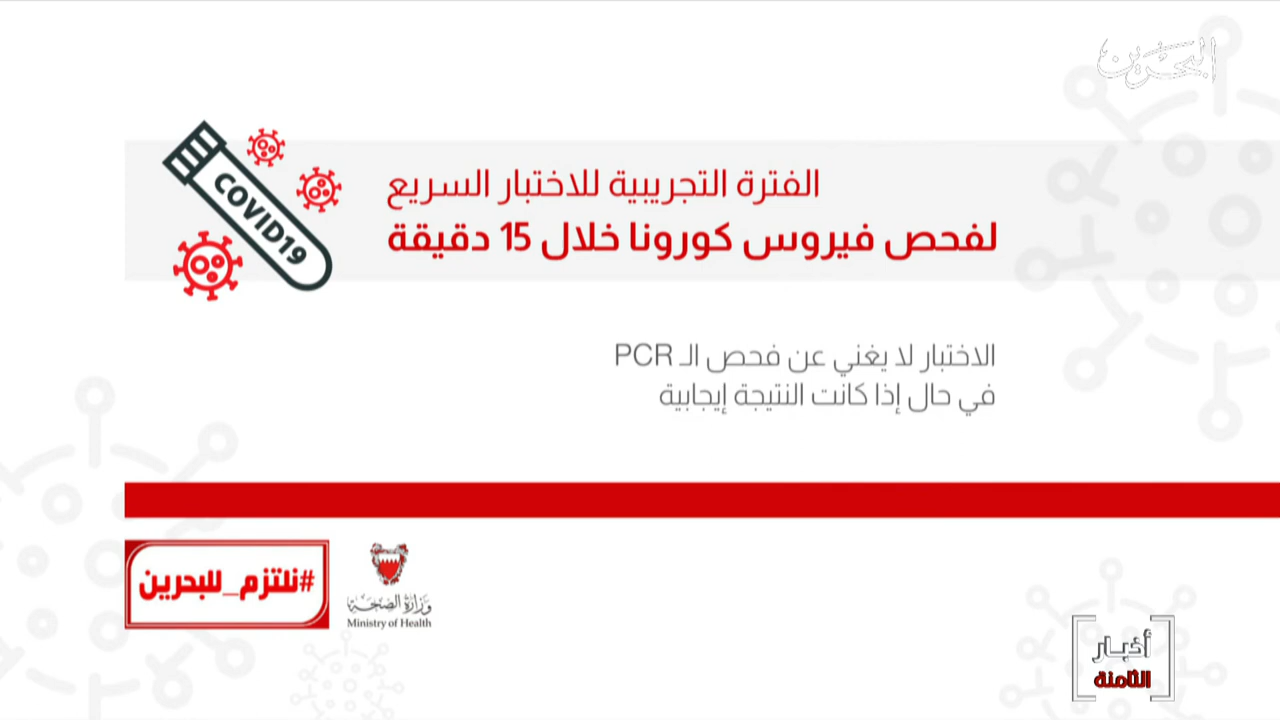 البحرين
COVID19
الفترة التجريبية للاختبار السريع
لفحص فيروس كورونا خلال 15 دقيقة
الاختبار لا يغني عن فحص الـ PCR
في حال إذا كانت النتيجة إيجابية
#نلتزم_للبحرين
وزارة الصحة
Ministry of Health
أخبار
الثامنة